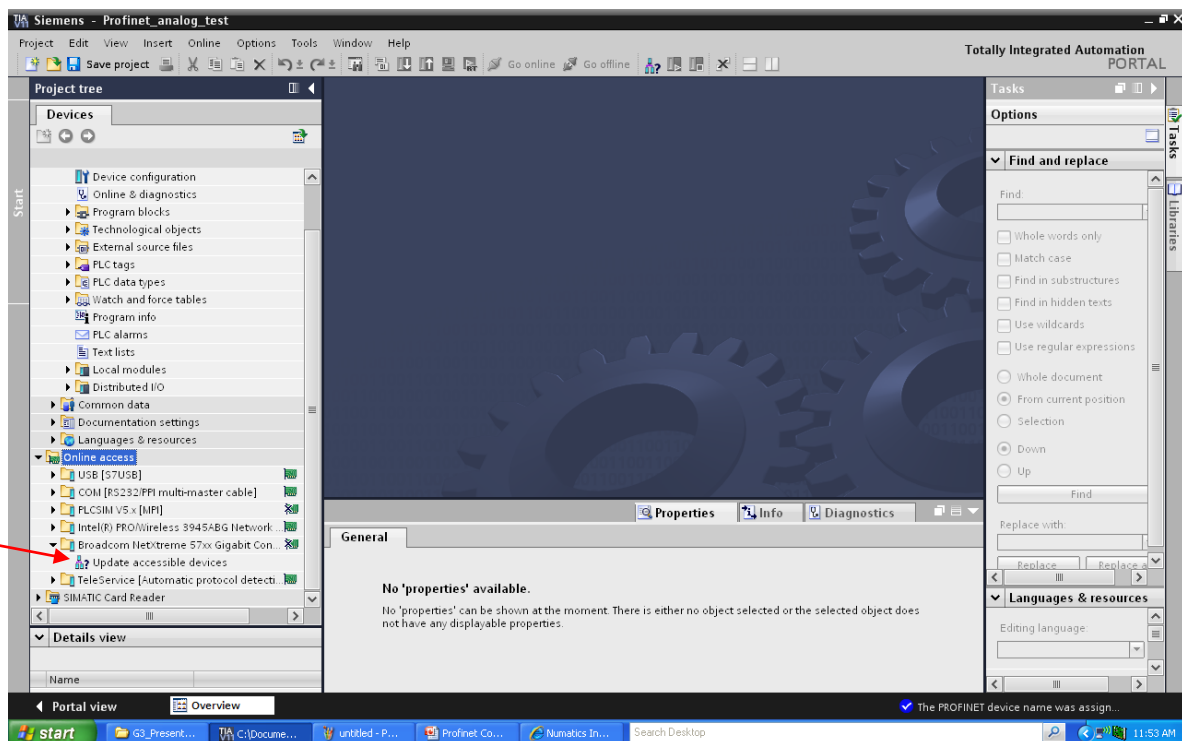 Siemens - Profinet_analog_test
Project Edit View Insert Online Options Tools Window Help
Totally Integrated Automation
PORTAL
Save project
Go online
Go offline
Start
Project tree
Devices
Device configuration
Online & diagnostics
Program blocks
Technological objects
External source files
PLC tags
PLC data types
Watch and force tables
Program info
PLC alarms
Text lists
Local modules
Distributed I/O
Common data
Documentation settings
Languages & resources
Online access
USB [S7USB]
COM [RS232/PPI multi-master cable]
PLCSIM V5.x [MPI]
Intel(R) PRO/Wireless 3945ABG Network...
Broadcom NetXtreme 57xx Gigabit Con...
Update accessible devices
TeleService [Automatic protocol detecti...
SIMATIC Card Reader
Details view
Name
Properties
Info
Diagnostics
General
No 'properties' available.
No 'properties' can be shown at the moment. There is either no object selected or the selected object does
not have any displayable properties.
Tasks
Options
Find and replace
Find:
Whole words only
Match case
Find in substructures
Find in hidden texts
Use wildcards
Use regular expressions
Whole document
From current position
Selection
Down
Up
Find
Replace with:
Replace
Replace a
Languages & resources
Editing language:
Tasks
Libraries
Portal view
Overview
The PROFINET device name was assign...
start
G3_Present...
C:\Docume...
untitled - P...
Profinet Co...
Numatics In...
Search Desktop
11:53 AM